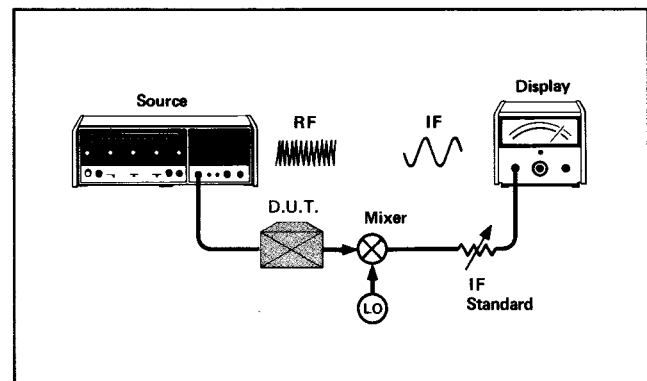 Source
RF
IF
Display
D.U.T.
Mixer
LO
IF
Standard